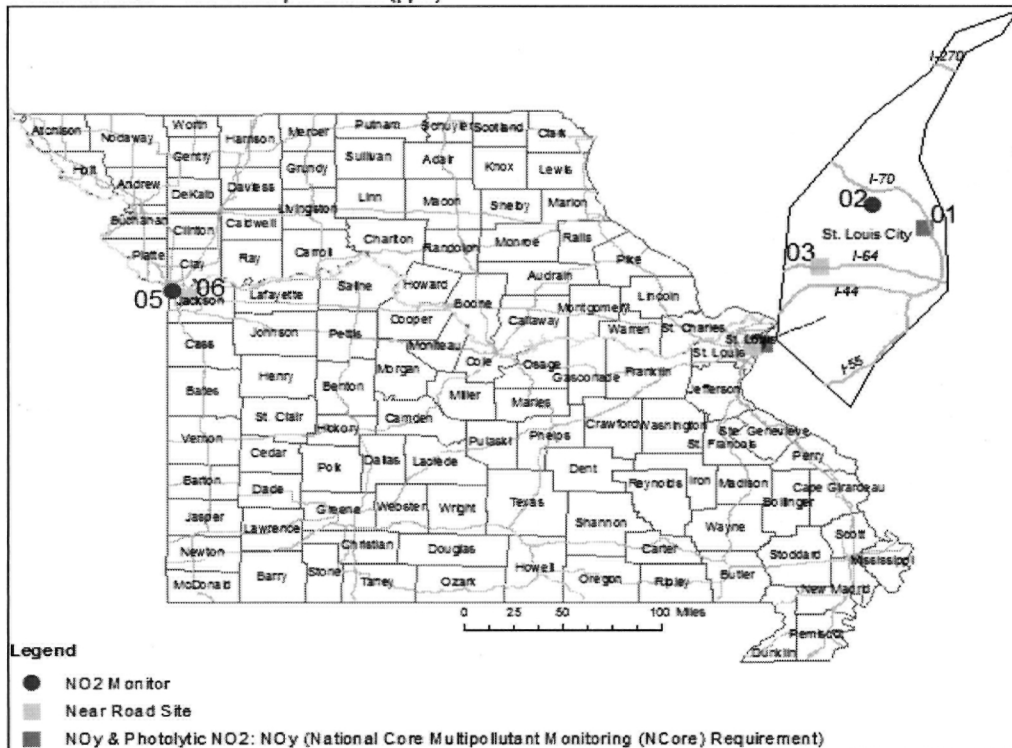 I-270
Atchison
Nodaway
Worth
Harrison
Mercer
Putnam
Schuyler
Scotland
Clark
Holt
Gentry
Grundy
Sullivan
Adair
Knox
Lewis
Andrew
DeKalb
Daviess
Livingston
Linn
Macon
Shelby
Marion
I-70
02
01
Buchanan
Clinton
Caldwell
Chariton
Randolph
Monroe
Ralls
St. Louis City
Platte
Clay
Ray
Carroll
Saline
Howard
Audrain
Pike
03
I-64
05
06
Jackson
Lafayette
Boone
Callaway
Montgomery
Lincoln
I-44
Cass
Johnson
Pettis
Cooper
Moniteau
Cole
Osage
Gasconade
Warren
St. Charles
St. Louis
St. Louis
Franklin
I-55
Bates
Henry
Benton
Morgan
Miller
Maries
Jefferson
Vernon
St. Clair
Hickory
Camden
Pulaski
Phelps
Crawford
Washington
St. Francois
Ste Genevieve
Perry
Barton
Cedar
Polk
Dallas
Laclede
Dent
Iron
Madison
Cape Girardeau
Dade
Reynolds
Bollinger
Jasper
Lawrence
Greene
Webster
Wright
Texas
Shannon
Wayne
Scott
Newton
Christian
Douglas
Howell
Carter
Stoddard
Mississippi
McDonald
Barry
Stone
Taney
Ozark
Oregon
Ripley
Butler
New Madrid
Pemiscot
Dunklin
0 25 50 100 Miles
Legend
NO2 Monitor
Near Road Site
NOy & Photolytic NO2: NOy (National Core Multipollutant Monitoring (NCore) Requirement)